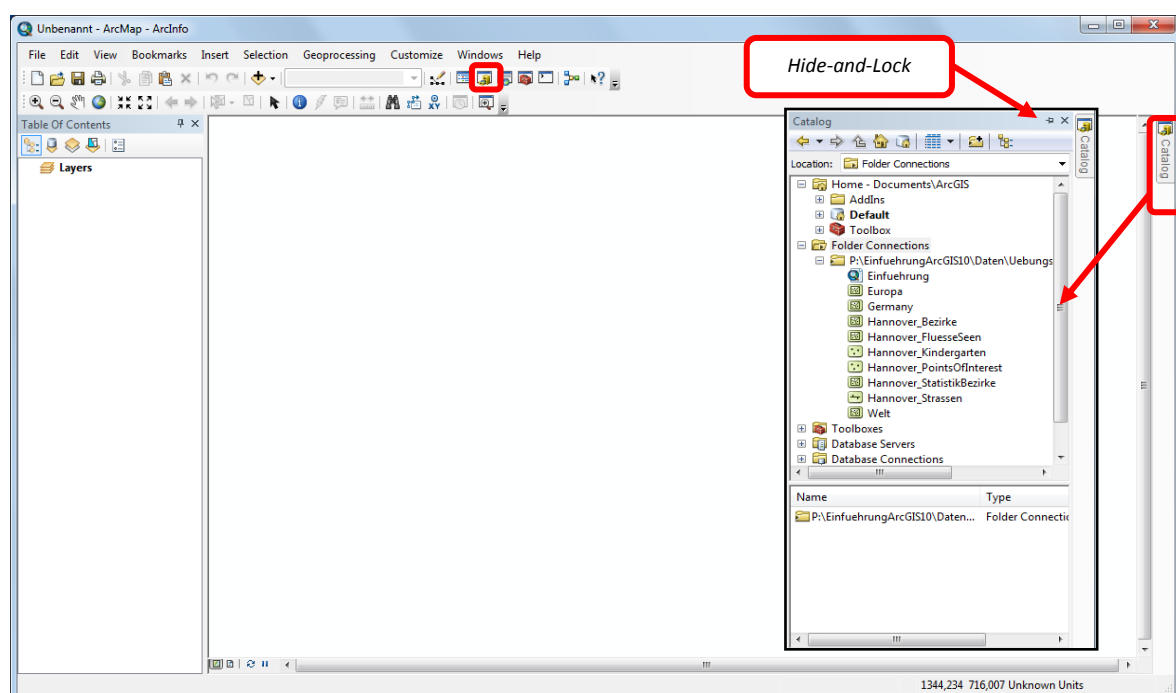 Unbenannt - ArcMap - ArcInfo
File Edit View Bookmarks Insert Selection Geoprocessing Customize Windows Help
Hide-and-Lock
Table Of Contents
Layers
Catalog
Location: Folder Connections
Home - Documents\ArcGIS
AddIns
Default
Toolbox
Folder Connections
P:\EinfuehrungArcGIS10\Daten\Uebungs
Einfuehrung
Europa
Germany
Hannover_Bezirke
Hannover_FluesseSeen
Hannover_Kindergarten
Hannover_PointsOfInterest
Hannover_StatistikBezirke
Hannover_Strassen
Welt
Toolboxes
Database Servers
Database Connections
Name Type
P:\EinfuehrungArcGIS10\Daten... Folder Connectic
Catalog
Catalog
1344,234 716,007 Unknown Units